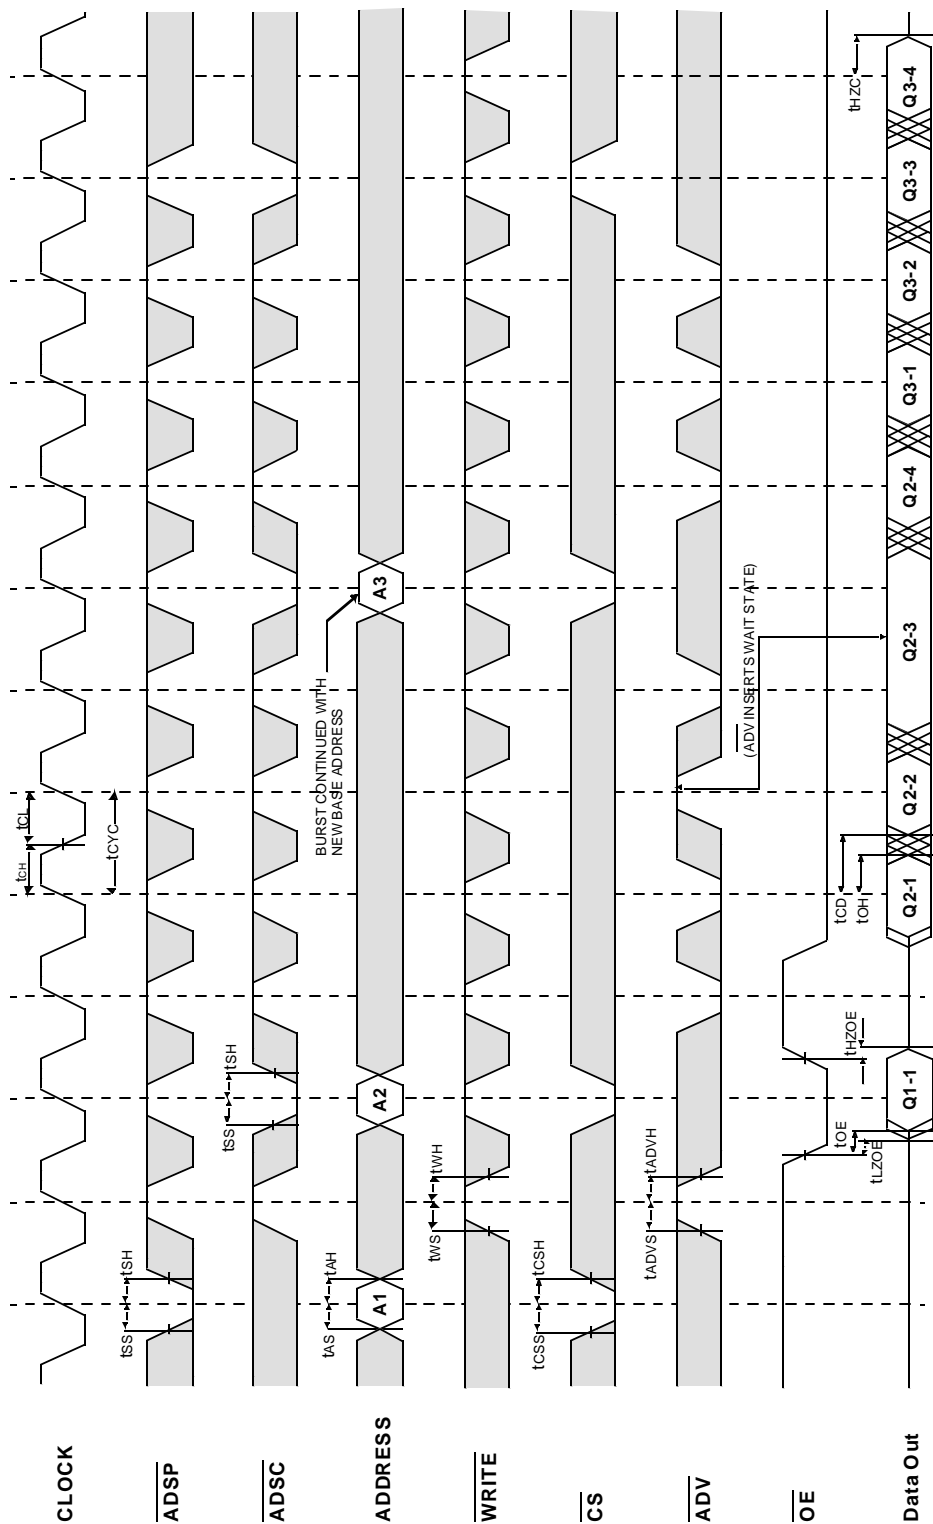 CLOCK
tCH
tCL
tCYC
ADSP
tSS
tSH
ADSC
tSS
tSH
BURST CONTINUED WITH
NEW BASE ADDRESS
ADDRESS
tAS
tAH
A1
A2
A3
WRITE
tWS
tWH
CS
tCSS
tCSH
ADV
tADVS
tADVH
(ADV INSERTS WAIT STATE)
OE
tOE
tLZOE
tHZOE
tCD
tOH
tHZC
Data Out
Q1-1
Q2-1
Q2-2
Q2-3
Q2-4
Q3-1
Q3-2
Q3-3
Q3-4